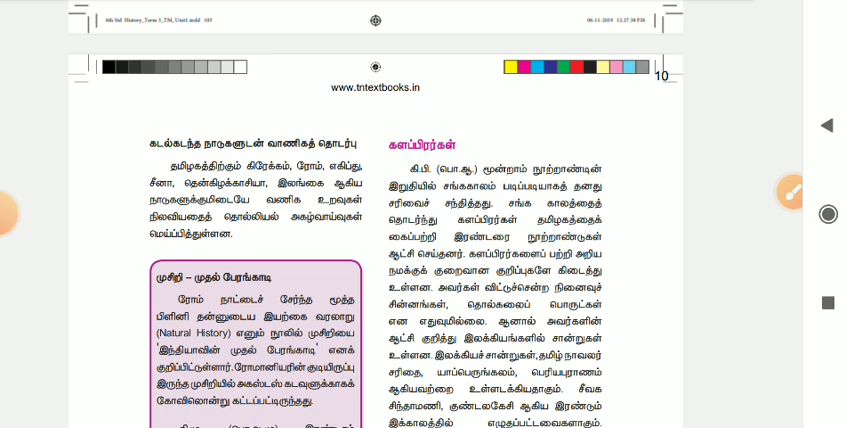 6th Std History_Term 3_TM_Unit1.indd 103
06-11-2019 12:27:58 PM
10
www.tntextbooks.in
கடல்கடந்த நாடுகளுடன் வாணிகத் தொடர்பு
தமிழகத்திற்கும் கிரேக்கம், ரோம், எகிப்து,
சீனா, தென்கிழக்காசியா, இலங்கை ஆகிய
நாடுகளுக்குமிடையே வணிக உறவுகள்
நிலவியதைத் தொல்லியல் அகழ்வாய்வுகள்
மெய்ப்பித்துள்ளன.
முசிறி – முதல் பேரங்காடி
ரோம் நாட்டைச் சேர்ந்த மூத்த
பிளினி தன்னுடைய இயற்கை வரலாறு
(Natural History) எனும் நூலில் முசிறியை
'இந்தியாவின் முதல் பேரங்காடி' எனக்
குறிப்பிட்டுள்ளார். ரோமானியரின் குடியிருப்பு
இருந்த முசிறியில் அகஸ்டஸ் கடவுளுக்காகக்
கோவிலொன்று கட்டப்பட்டிருந்தது.
களப்பிரர்கள்
கி.பி. (பொ.ஆ.) மூன்றாம் நூற்றாண்டின்
இறுதியில் சங்ககாலம் படிப்படியாகத் தனது
சரிவைச் சந்தித்தது. சங்க காலத்தைத்
தொடர்ந்து களப்பிரர்கள் தமிழகத்தைக்
கைப்பற்றி இரண்டரை நூற்றாண்டுகள்
ஆட்சி செய்தனர். களப்பிரர்களைப் பற்றி அறிய
நமக்குக் குறைவான குறிப்புகளே கிடைத்து
உள்ளன. அவர்கள் விட்டுச்சென்ற நினைவுச்
சின்னங்கள், தொல்கலைப் பொருட்கள்
என எதுவுமில்லை. ஆனால் அவர்களின்
ஆட்சி குறித்து இலக்கியங்களில் சான்றுகள்
உள்ளன. இலக்கியச் சான்றுகள், தமிழ் நாவலர்
சரிதை, யாப்பெருங்கலம், பெரியபுராணம்
ஆகியவற்றை உள்ளடக்கியதாகும். சீவக
சிந்தாமணி, குண்டலகேசி ஆகிய இரண்டும்
இக்காலத்தில் எழுதப்பட்டவைகளாகும்.